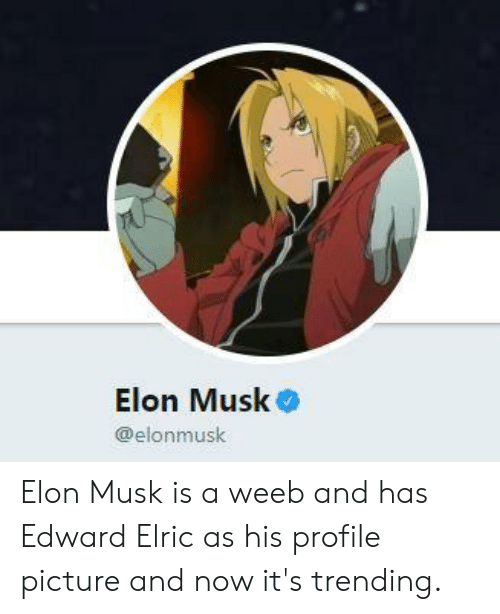 Elon Musk
@elonmusk
Elon Musk is a weeb and has
Edward Elric as his profile
picture and now it's trending.